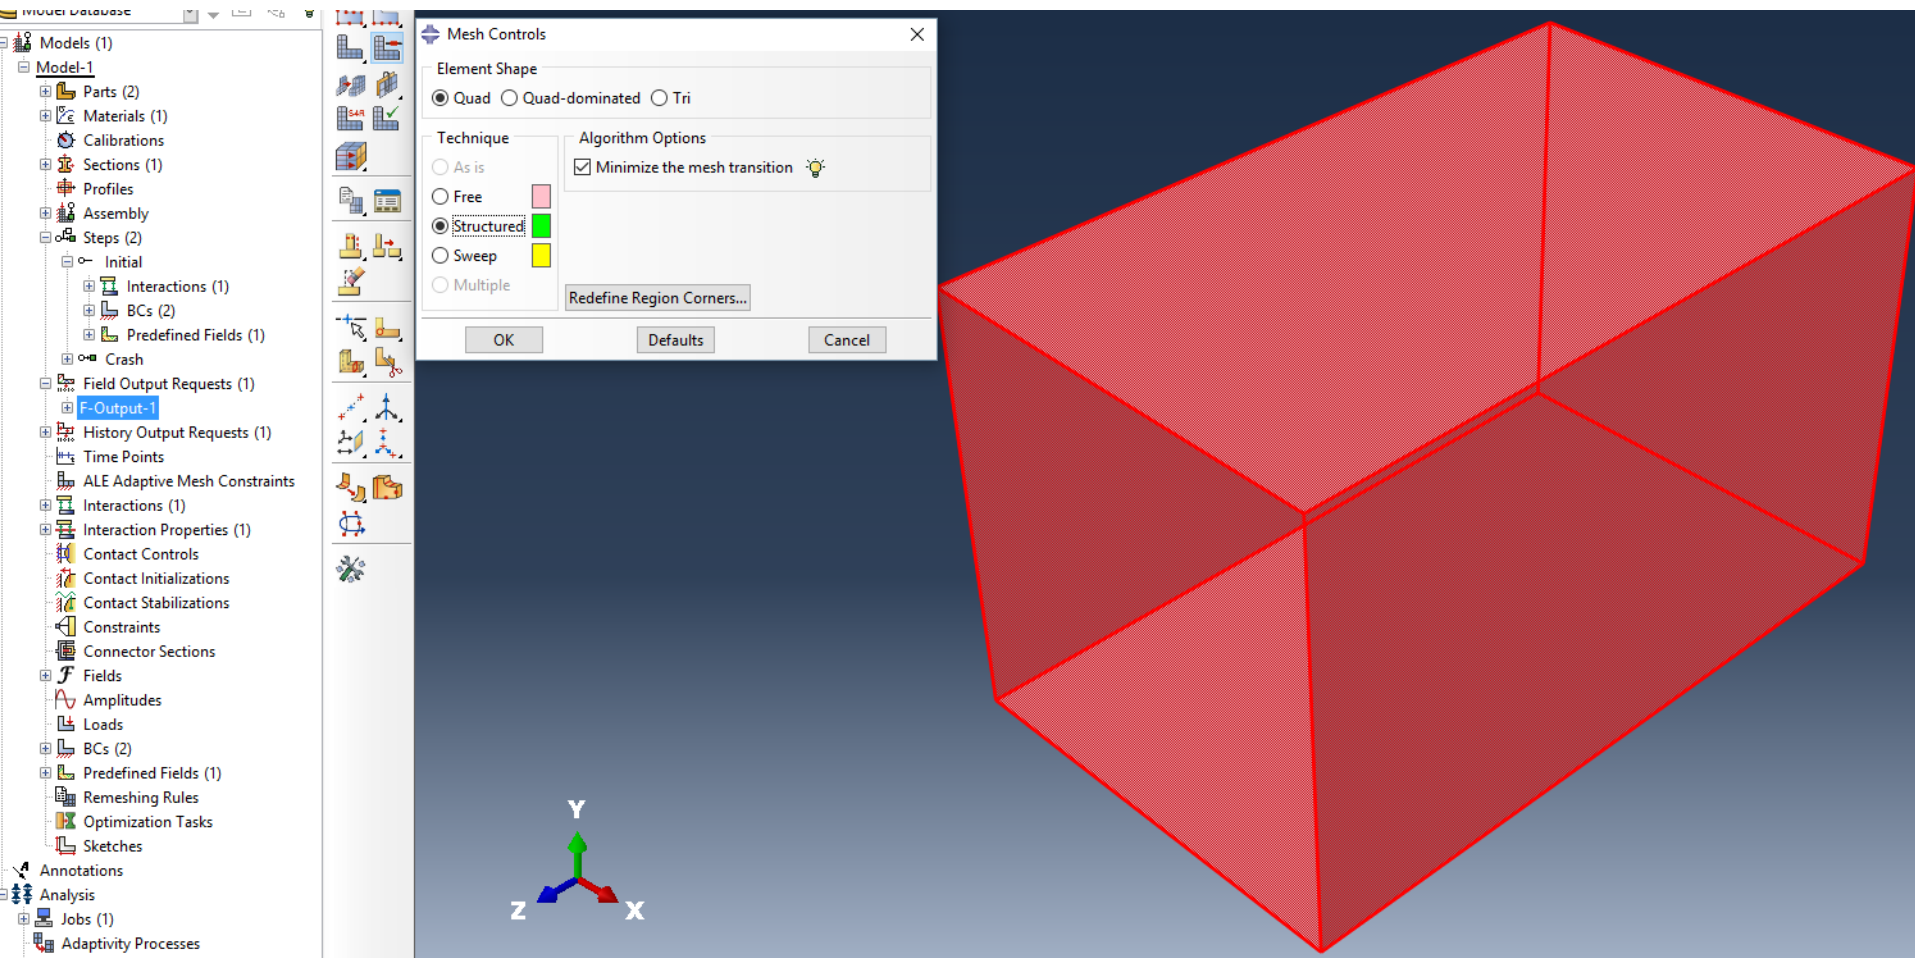 Model Database
Models (1)
Model-1
Parts (2)
Materials (1)
Calibrations
Sections (1)
Profiles
Assembly
Steps (2)
Initial
Interactions (1)
BCs (2)
Predefined Fields (1)
Crash
Field Output Requests (1)
F-Output-1
History Output Requests (1)
Time Points
ALE Adaptive Mesh Constraints
Interactions (1)
Interaction Properties (1)
Contact Controls
Contact Initializations
Contact Stabilizations
Constraints
Connector Sections
Fields
Amplitudes
Loads
BCs (2)
Predefined Fields (1)
Remeshing Rules
Optimization Tasks
Sketches
Annotations
Analysis
Jobs (1)
Adaptivity Processes
Mesh Controls
Element Shape
Quad Quad-dominated Tri
Technique
As is
Free
Structured
Sweep
Multiple
Algorithm Options
Minimize the mesh transition
Redefine Region Corners...
OK Defaults Cancel
Y
Z X